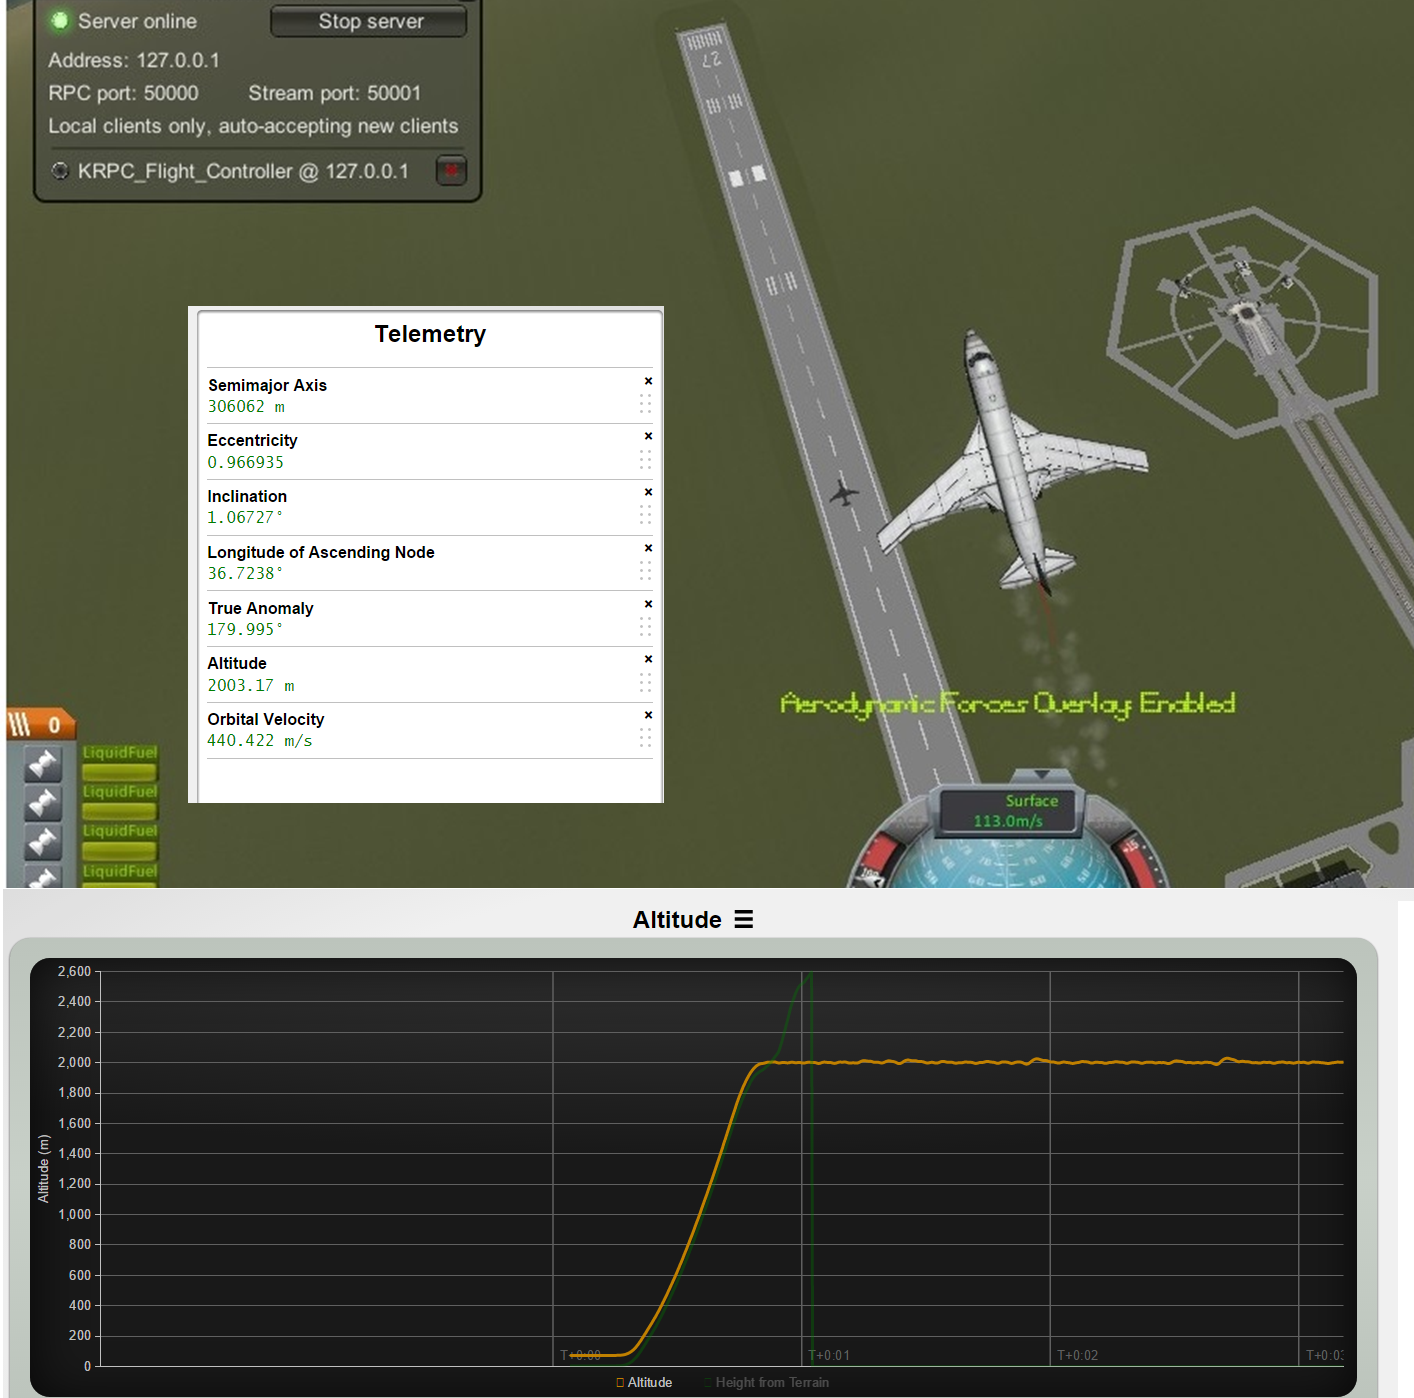 Server online
Stop server
Address: 127.0.0.1
RPC port: 50000 Stream port: 50001
Local clients only, auto-accepting new clients
KRPC_Flight_Controller @ 127.0.0.1
27
Telemetry
Semimajor Axis
306062 m
Eccentricity
0.966935
Inclination
1.06727°
Longitude of Ascending Node
36.7238°
True Anomaly
179.995°
Altitude
2003.17 m
Orbital Velocity
440.422 m/s
Aerodynamic Forces Overlay: Enabled
0
LiquidFuel
LiquidFuel
LiquidFuel
LiquidFuel
Surface
113.0m/s
Altitude ☰
2,600
2,400
2,200
2,000
1,800
1,600
1,400
1,200
1,000
800
600
400
200
0
Altitude (m)
T+0:00
T+0:01
T+0:02
T+0:03
Altitude
Height from Terrain